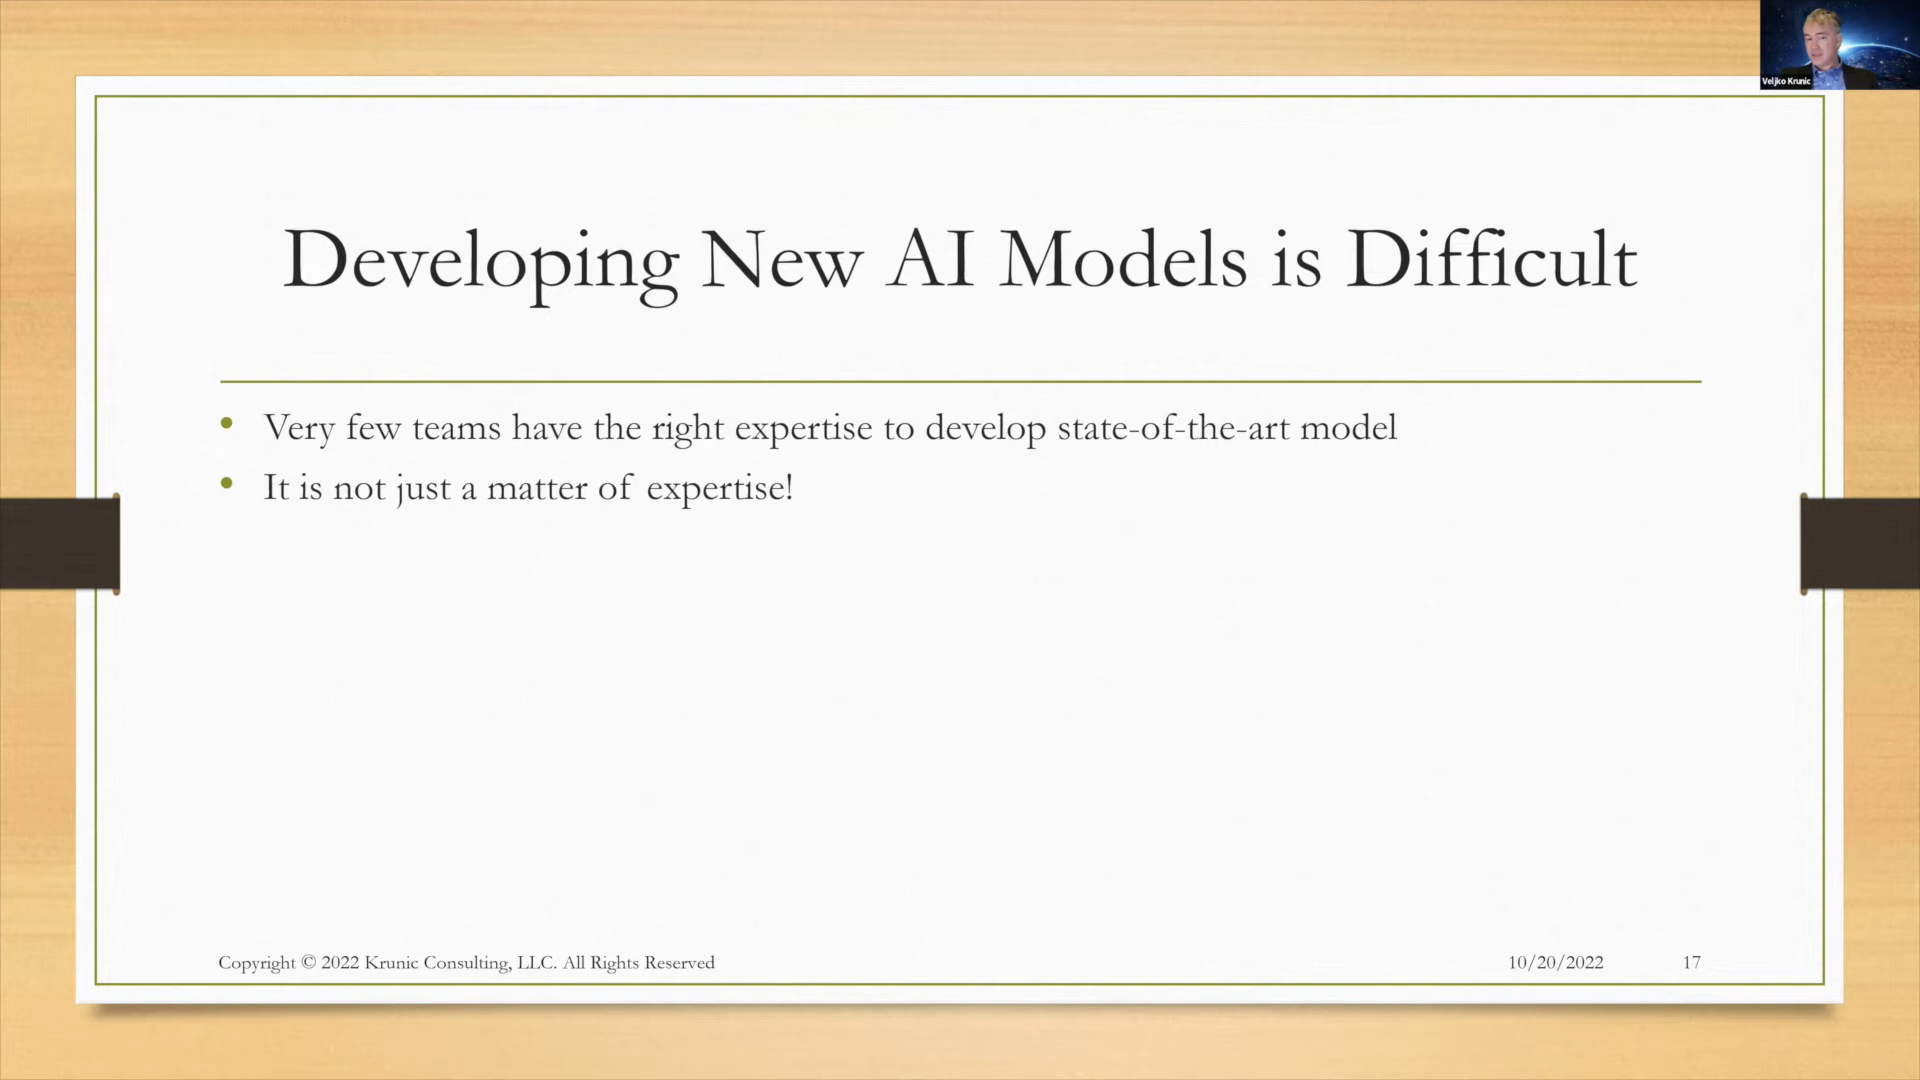 Veljko Krunic
Developing New AI Models is Difficult
• Very few teams have the right expertise to develop state-of-the-art model
• It is not just a matter of expertise!
Copyright © 2022 Krunic Consulting, LLC. All Rights Reserved
10/20/2022
17